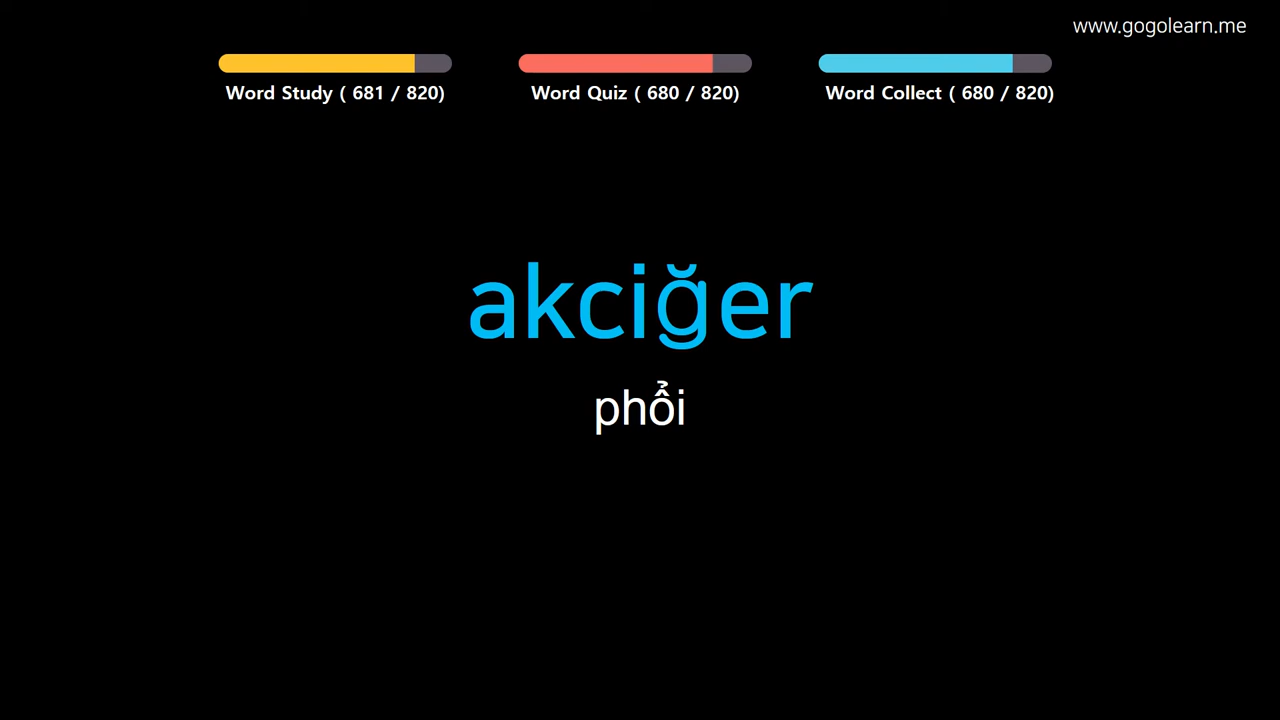 www.gogolearn.me
Word Study ( 681 / 820)
Word Quiz ( 680 / 820)
Word Collect ( 680 / 820)
akciğer
phổi